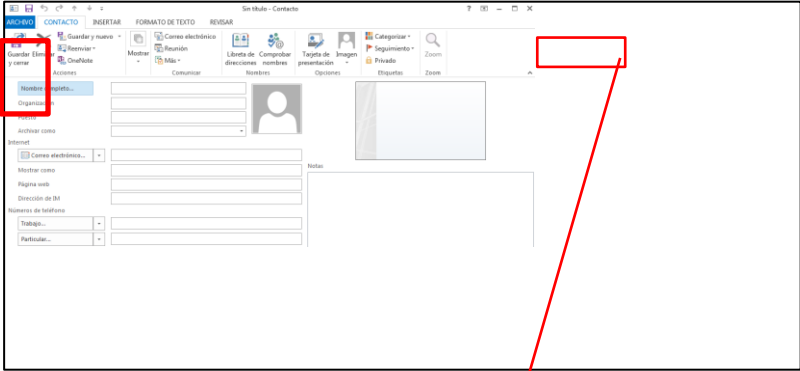 Sin título - Contacto
ARCHIVO CONTACTO INSERTAR FORMATO DE TEXTO REVISAR
Guardar y cerrar
Eliminar
Guardar y nuevo
Reenviar
OneNote
Acciones
Mostrar
Correo electrónico
Reunión
Más
Comunicar
Libreta de direcciones
Comprobar nombres
Nombres
Tarjeta de presentación
Imagen
Opciones
Categorizar
Seguimiento
Privado
Etiquetas
Zoom
Zoom
Nombre completo...
Organización
Puesto
Archivar como
Internet
Correo electrónico...
Mostrar como
Página web
Dirección de IM
Números de teléfono
Trabajo...
Particular...
Notas